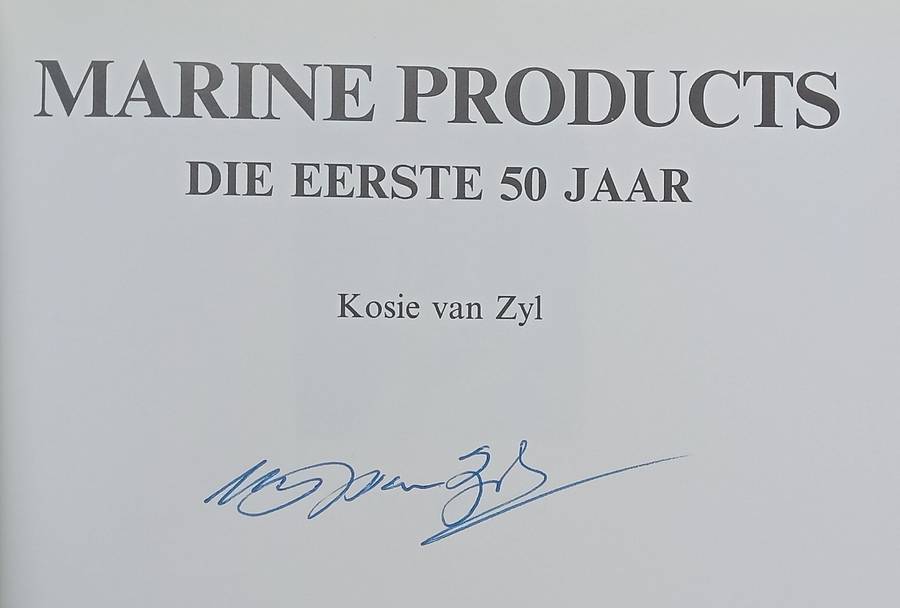 MARINE PRODUCTS
DIE EERSTE 50 JAAR
Kosie van Zyl